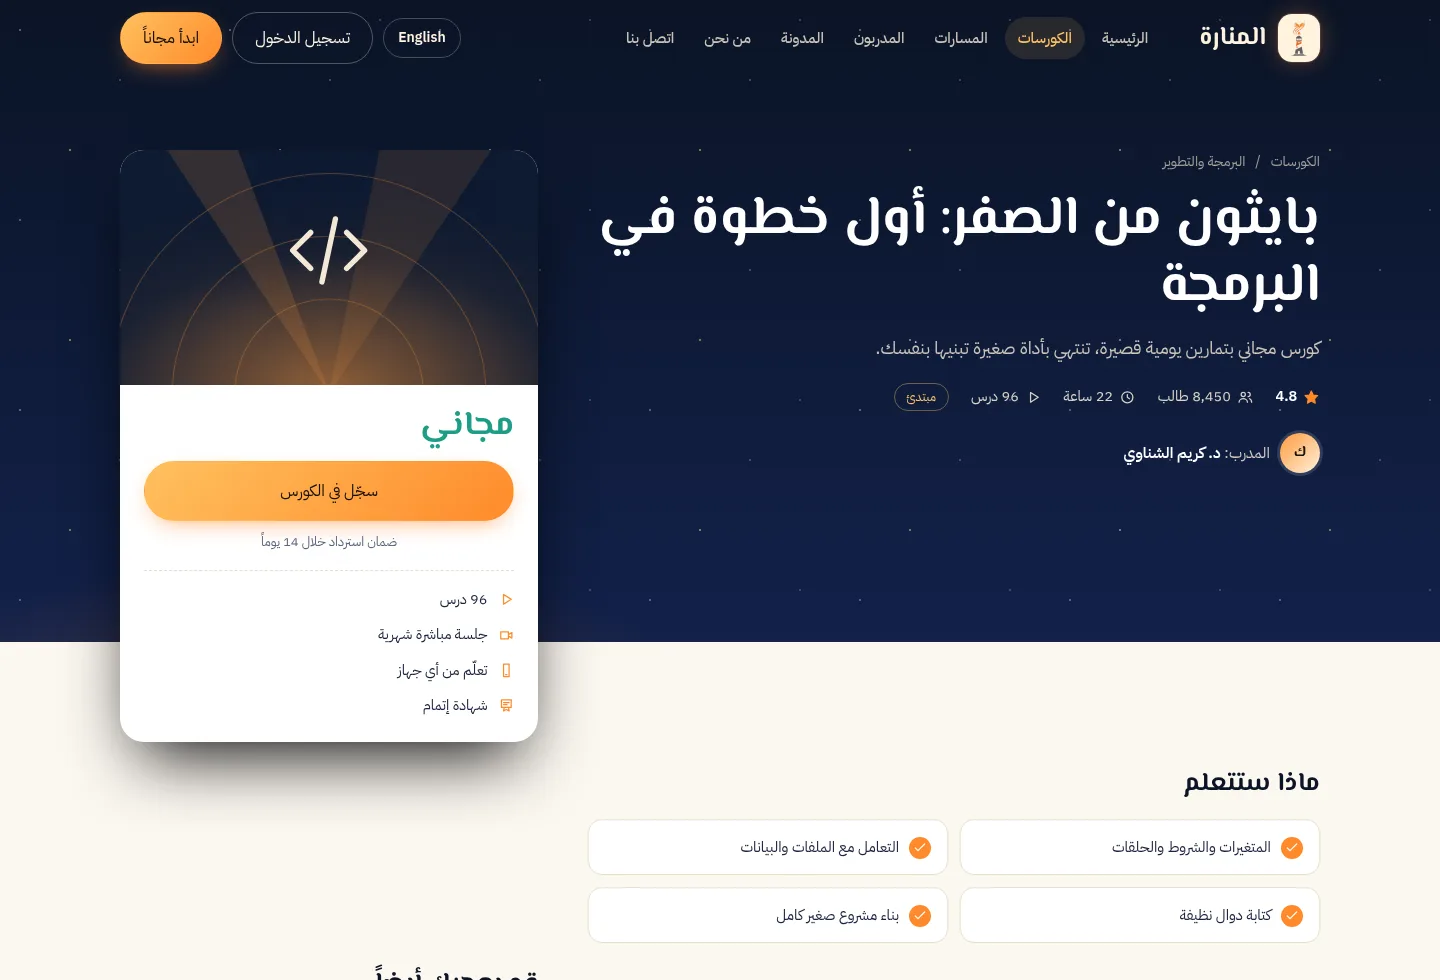 المنارة
الرئيسية
الكورسات
المسارات
المدربون
المدونة
من نحن
اتصل بنا
English
تسجيل الدخول
ابدأ مجاناً
الكورسات / البرمجة والتطوير
بايثون من الصفر: أول خطوة في
البرمجة
كورس مجاني بتمارين يومية قصيرة، تنتهي بأداة صغيرة تبنيها بنفسك.
4.8 8,450 طالب 22 ساعة 96 درس مبتدئ
ك
المدرب: د. كريم الشناوي
مجاني
سجّل في الكورس
ضمان استرداد خلال 14 يوماً
96 درس
جلسة مباشرة شهرية
تعلّم من أي جهاز
شهادة إتمام
ماذا ستتعلم
المتغيرات والشروط والحلقات
التعامل مع الملفات والبيانات
كتابة دوال نظيفة
بناء مشروع صغير كامل
قد يعجبك أيضاً